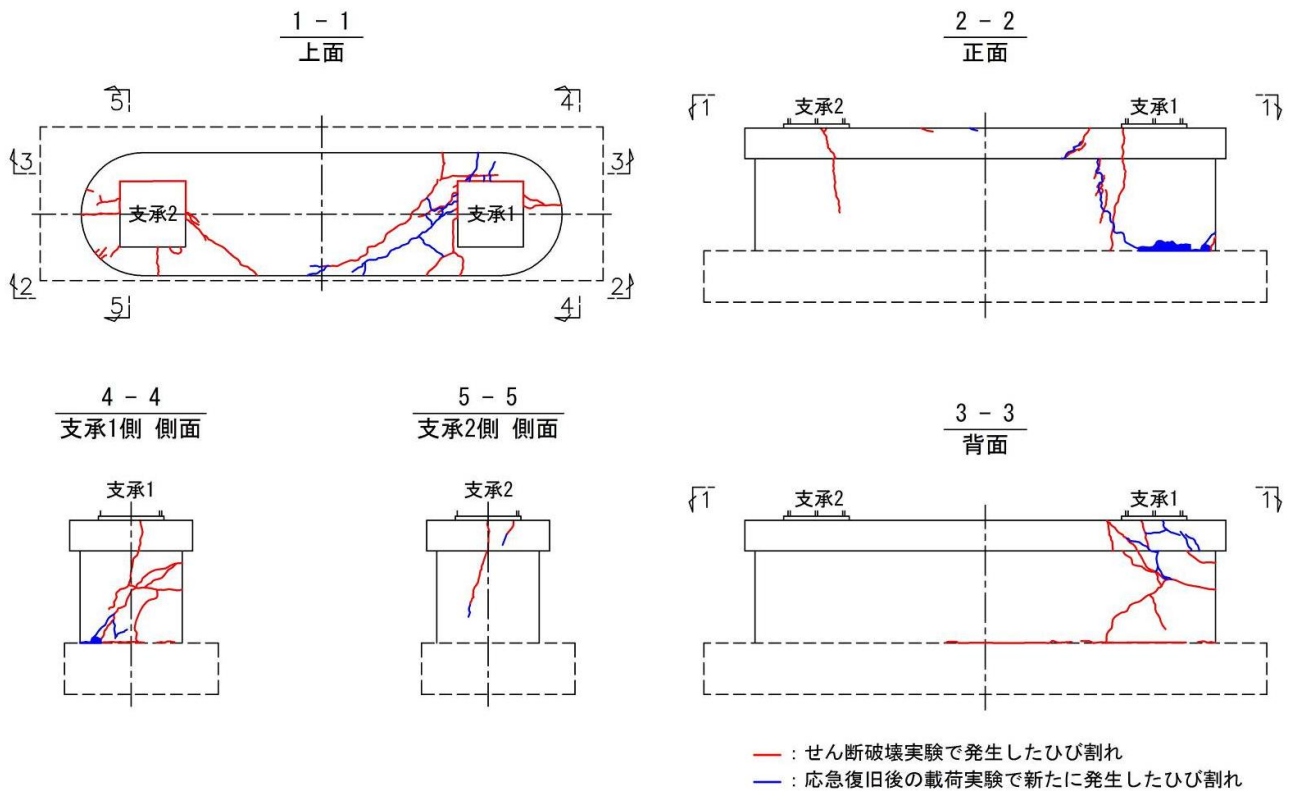 1 - 1
上面
5
4
3
3
支承2
支承1
2
2
5
4
2 - 2
正面
1
支承2
支承1
1
4 - 4
支承1側 側面
支承1
5 - 5
支承2側 側面
支承2
3 - 3
背面
1
支承2
支承1
1
：せん断破壊実験で発生したひび割れ
：応急復旧後の載荷実験で新たに発生したひび割れ